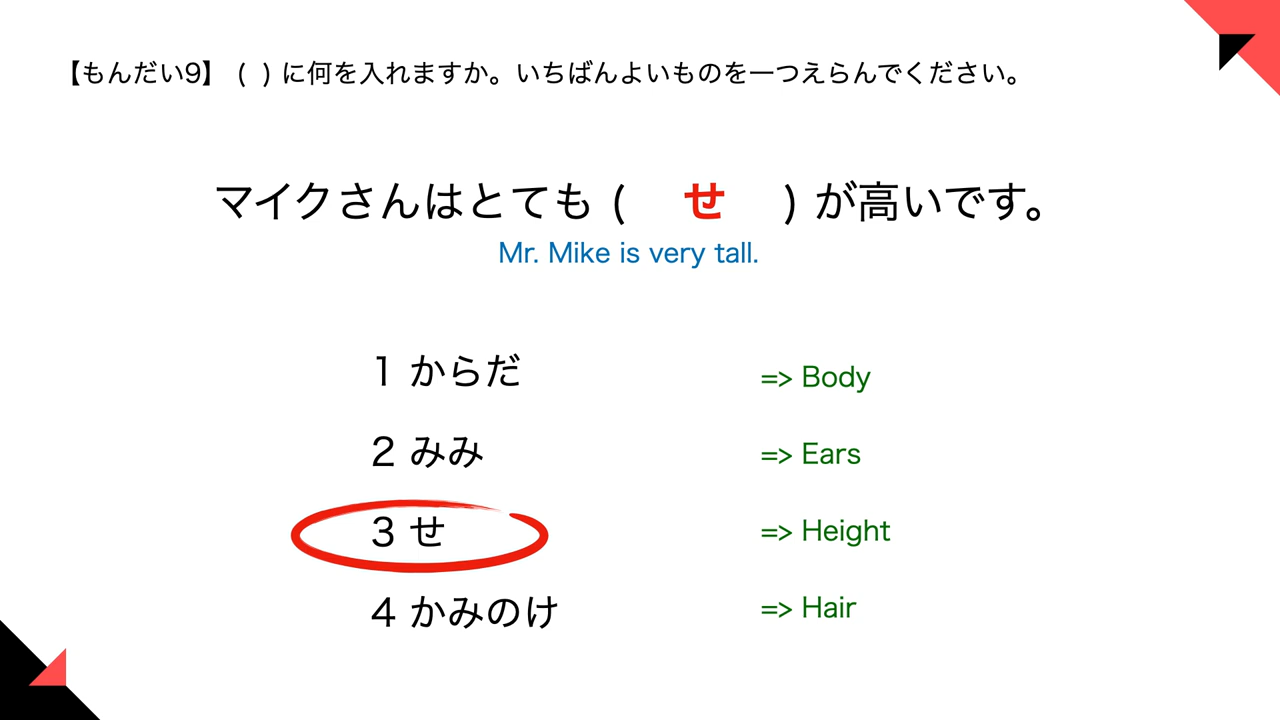 【もんだい9】 ( ) に何を入れますか。いちばんよいものを一つえらんでください。
マイクさんはとても ( せ ) が高いです。
Mr. Mike is very tall.
1 からだ => Body
2 みみ => Ears
3 せ => Height
4 かみのけ => Hair